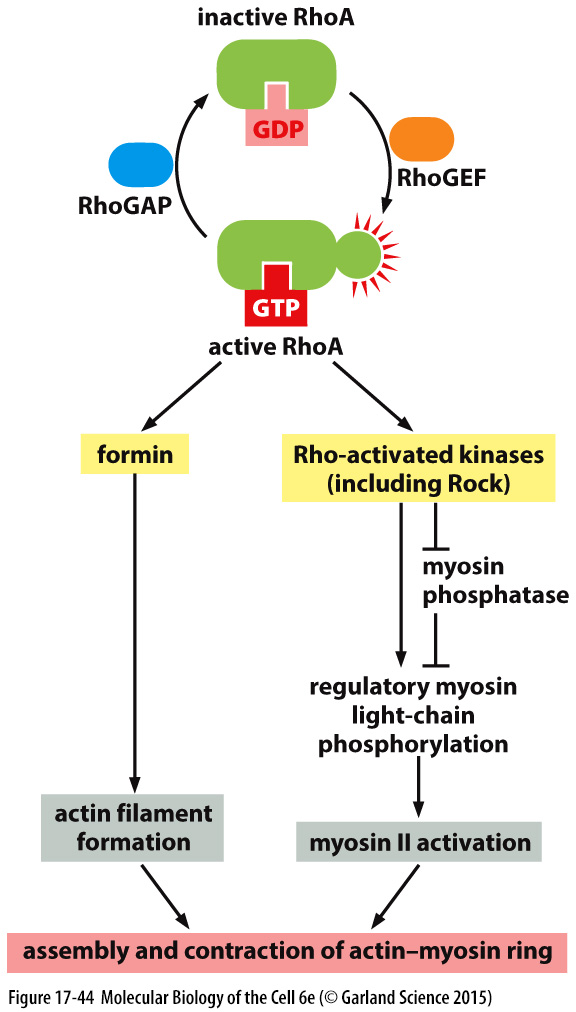 inactive RhoA
GDP
RhoGAP
RhoGEF
GTP
active RhoA
formin
Rho-activated kinases
(including Rock)
myosin
phosphatase
regulatory myosin
light-chain
phosphorylation
actin filament
formation
myosin II activation
assembly and contraction of actin–myosin ring
Figure 17-44 Molecular Biology of the Cell 6e (© Garland Science 2015)